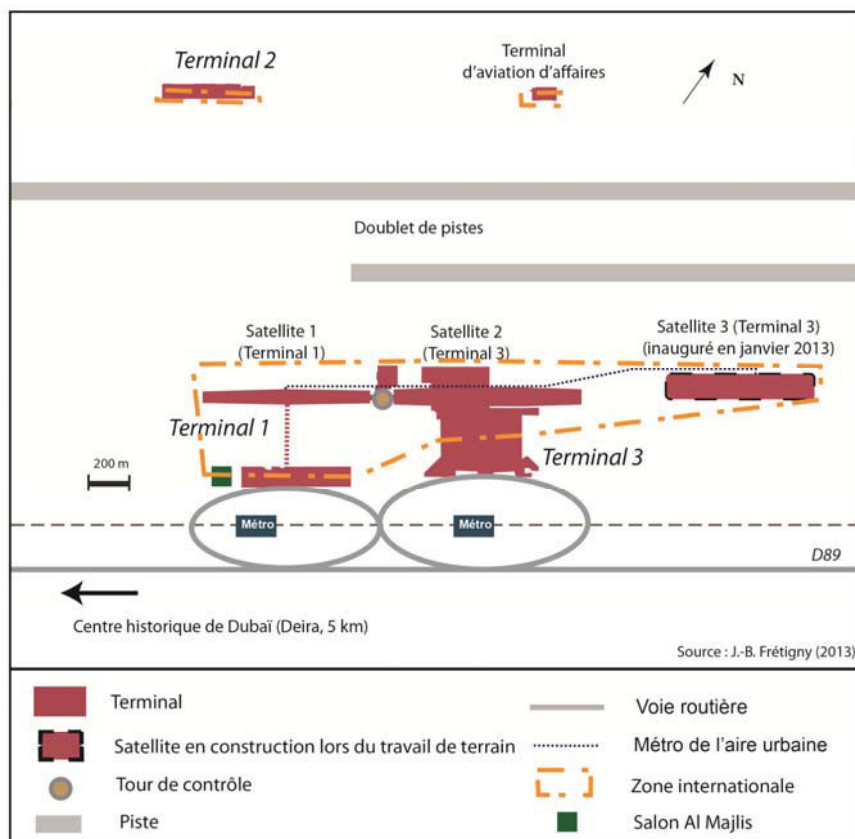 Terminal 2
Terminal
d'aviation d'affaires
N
Doublet de pistes
Satellite 1
(Terminal 1)
Satellite 2
(Terminal 3)
Satellite 3 (Terminal 3)
(inauguré en janvier 2013)
Terminal 1
Terminal 3
200 m
Métro
Métro
D89
Centre historique de Dubaï (Deira, 5 km)
Source : J.-B. Frétigny (2013)
Terminal
Satellite en construction lors du travail de terrain
Tour de contrôle
Piste
Voie routière
Métro de l'aire urbaine
Zone internationale
Salon Al Majlis